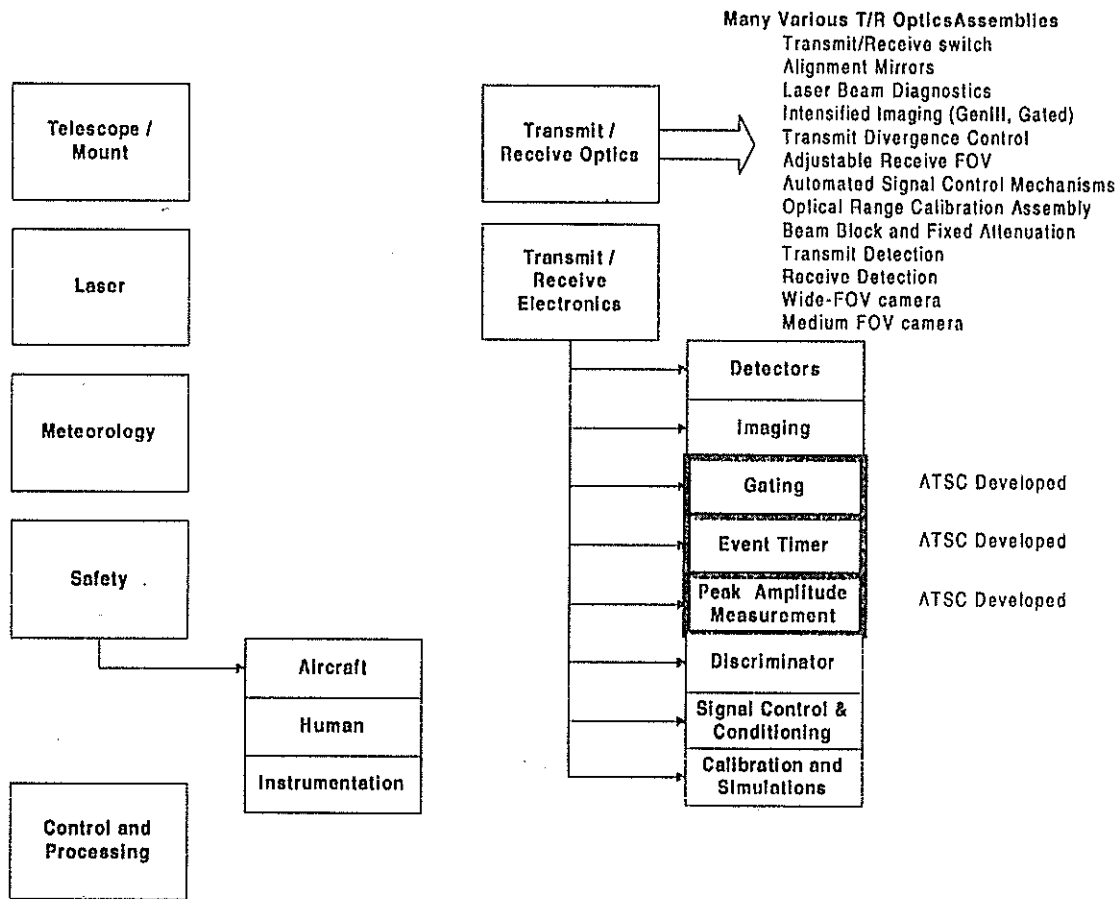 Many Various T/R OpticsAssemblies
Transmit/Receive switch
Alignment Mirrors
Laser Beam Diagnostics
Intensified Imaging (GenIII, Gated)
Transmit Divergence Control
Adjustable Receive FOV
Automated Signal Control Mechanisms
Optical Range Calibration Assembly
Beam Block and Fixed Attenuation
Transmit Detection
Receive Detection
Wide-FOV camera
Medium FOV camera
Telescope /
Mount
Laser
Meteorology
Safety
Aircraft
Human
Instrumentation
Control and
Processing
Transmit /
Receive Optics
Transmit /
Receive
Electronics
Detectors
Imaging
Gating
ATSC Developed
Event Timer
ATSC Developed
Peak Amplitude
Measurement
ATSC Developed
Discriminator
Signal Control &
Conditioning
Calibration and
Simulations